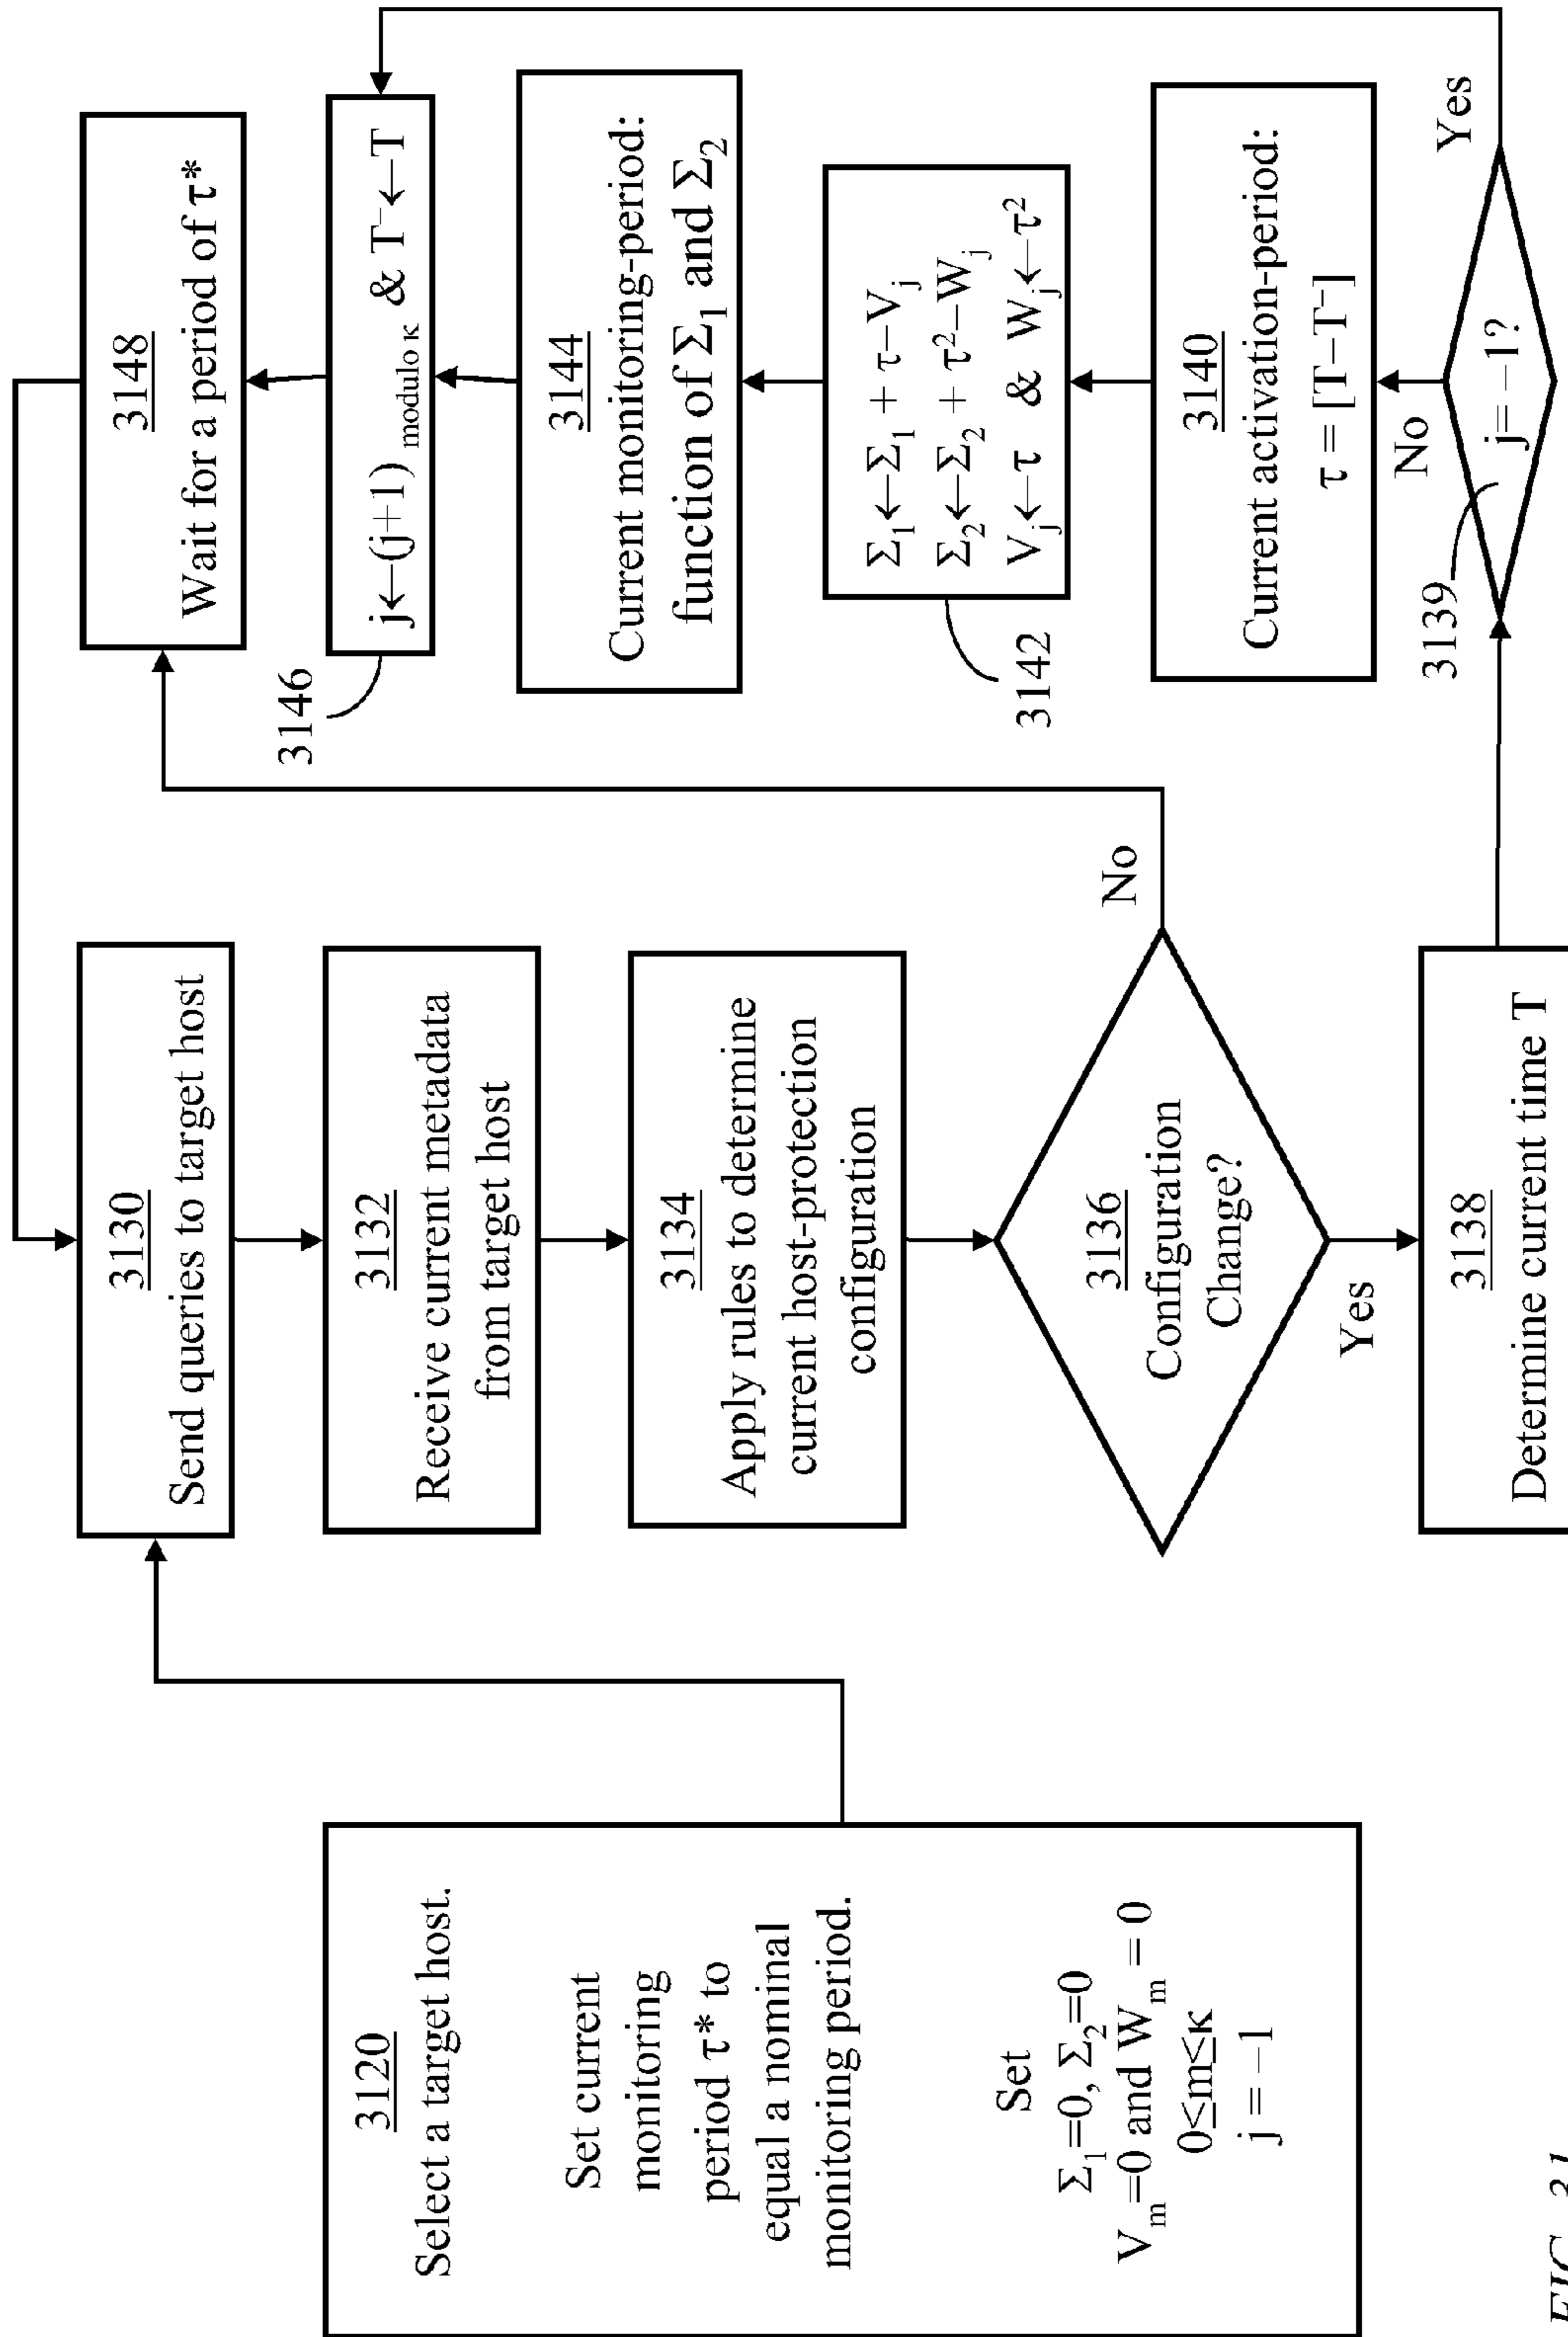 3120
Select a target host.
Set current
monitoring
period τ* to
equal a nominal
monitoring period.
Set
Σ₁=0, Σ₂=0
Vₘ=0 and Wₘ = 0
0≤m≤κ
j = −1
3130
Send queries to target host
3132
Receive current metadata
from target host
3134
Apply rules to determine
current host-protection
configuration
3136
Configuration
Change?
No
Yes
3138
Determine current time T
3139
j= −1?
Yes
No
3140
Current activation-period:
τ = [T−T⁻]
3142
Σ₁←Σ₁ + τ−Vⱼ
Σ₂←Σ₂ + τ²−Wⱼ
Vⱼ←τ & Wⱼ←τ²
3144
Current monitoring-period:
function of Σ₁ and Σ₂
3146
j←(j+1) modulo κ & T⁻←T
3148
Wait for a period of τ*
FIG. 31